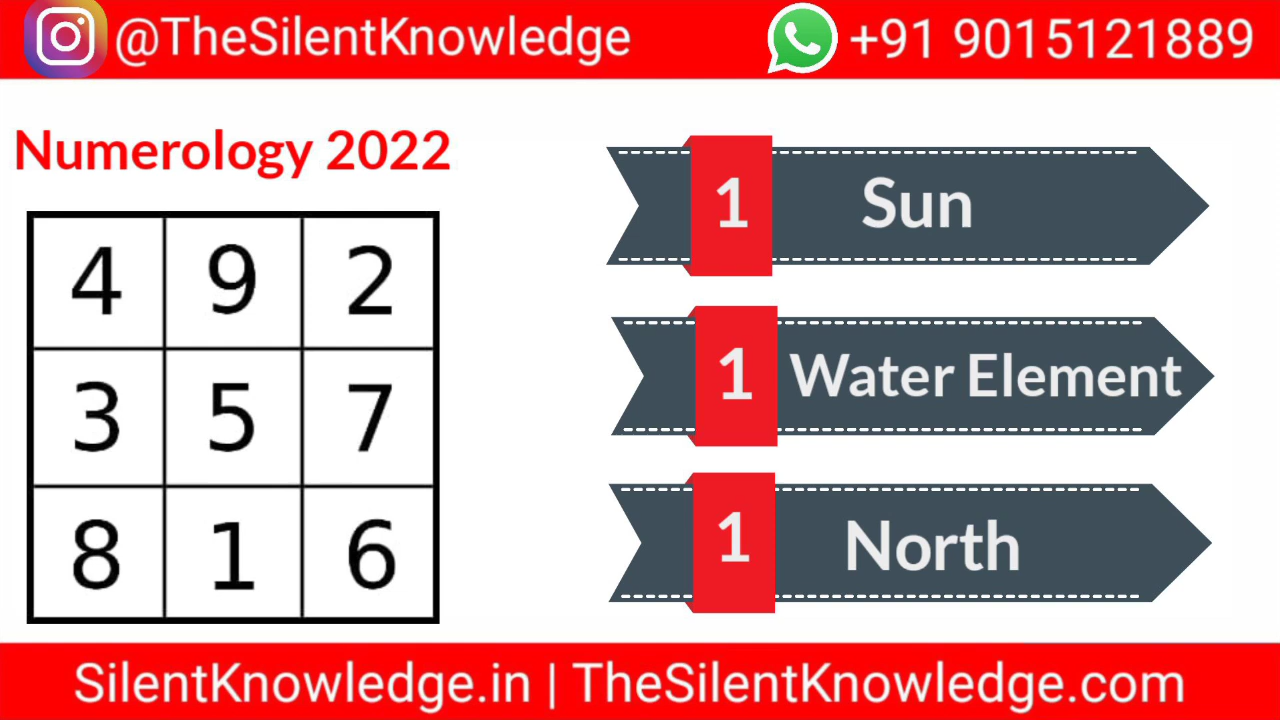 @TheSilentKnowledge
+91 9015121889
Numerology 2022
4 9 2
3 5 7
8 1 6
1 Sun
1 Water Element
1 North
SilentKnowledge.in | TheSilentKnowledge.com